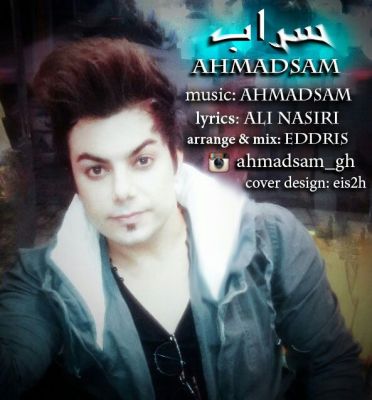 سراب
AHMADSAM
music: AHMADSAM
lyrics: ALI NASIRI
arrange & mix: EDDRIS
ahmadsam_gh
cover design: eis2h